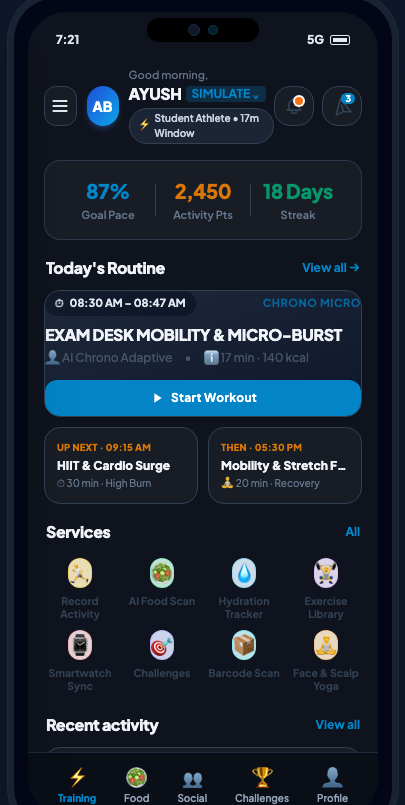 7:21
5G
Good morning,
AB
AYUSH SIMULATE
3
⚡ Student Athlete • 17m
Window
87%
2,450
18 Days
Goal Pace
Activity Pts
Streak
Today's Routine
View all →
⏱ 08:30 AM – 08:47 AM
CHRONO MICRO
EXAM DESK MOBILITY & MICRO-BURST
👤 AI Chrono Adaptive • ℹ️ 17 min · 140 kcal
▶ Start Workout
UP NEXT · 09:15 AM
HIIT & Cardio Surge
⏱ 30 min · High Burn
THEN · 05:30 PM
Mobility & Stretch F...
🧘 20 min · Recovery
Services
All
Record
Activity
AI Food Scan
Hydration
Tracker
Exercise
Library
Smartwatch
Sync
Challenges
Barcode Scan
Face & Scalp
Yoga
Recent activity
View all
Training
Food
Social
Challenges
Profile